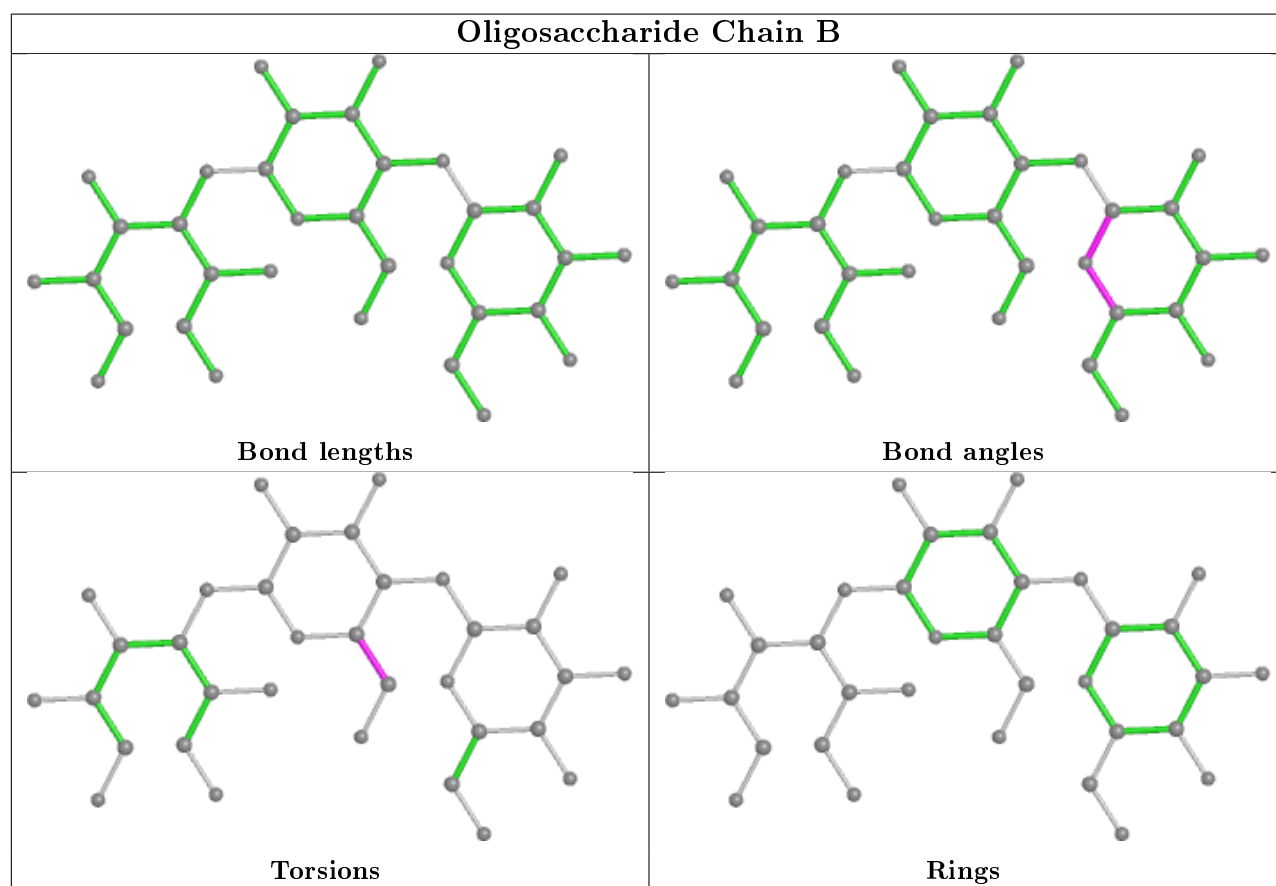 Oligosaccharide Chain B
Bond lengths
Bond angles
Torsions
Rings